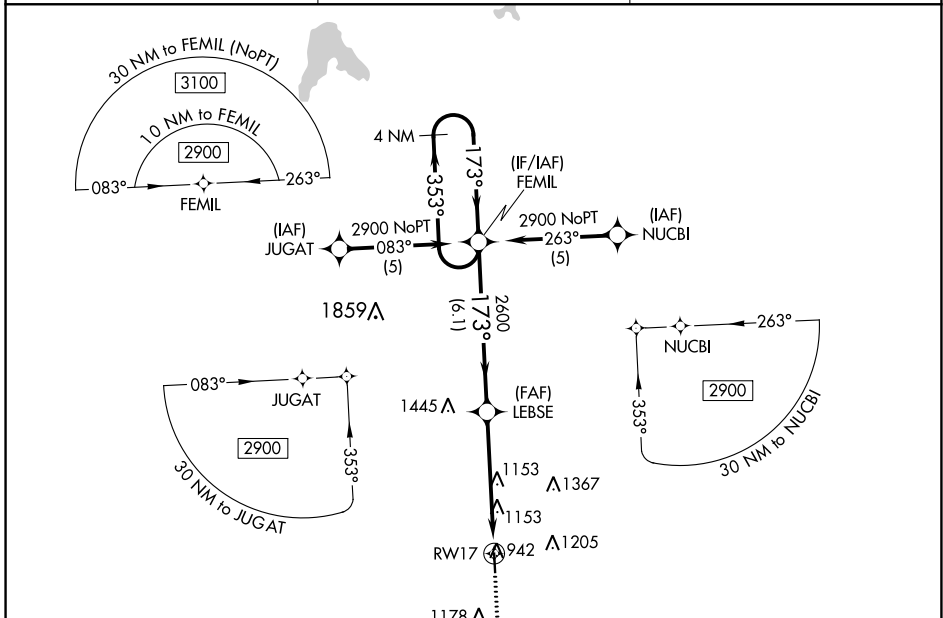 30 NM to FEMIL (NoPT)
3100
10 NM to FEMIL
2900
083°
263°
FEMIL
4 NM
173°
353°
(IF/IAF)
FEMIL
(IAF)
JUGAT
2900 NoPT
083°
(5)
2900 NoPT
263°
(5)
(IAF)
NUCBI
1859
2600
173°
(6.1)
263°
NUCBI
353°
2900
30 NM to NUCBI
083°
JUGAT
2900
353°
30 NM to JUGAT
1445
(FAF)
LEBSE
1153
1367
1153
RW17
942
1205
1178